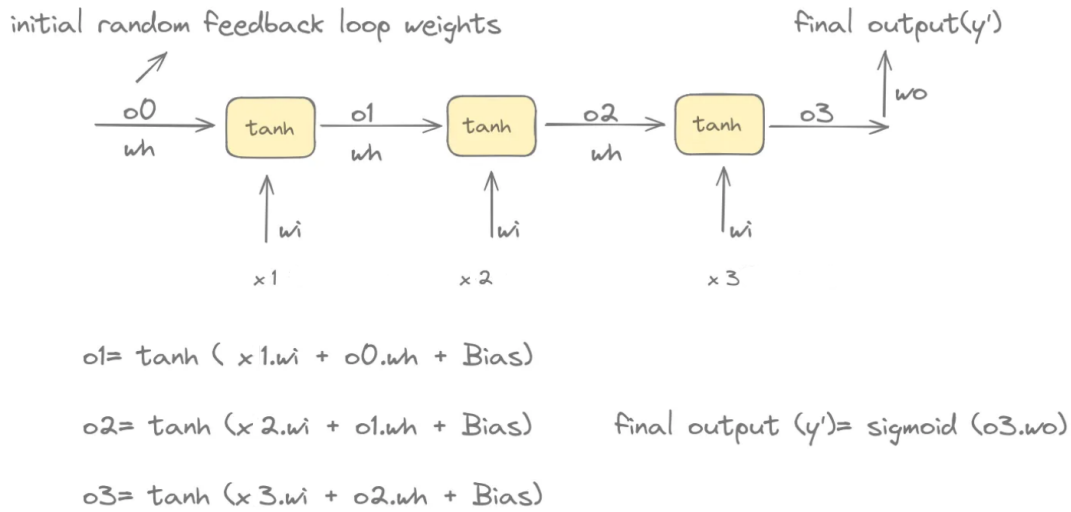 initial random feedback loop weights
final output(y')
o0
wh
tanh
o1
wh
tanh
o2
wh
tanh
o3
wo
wi
wi
wi
x1
x2
x3
o1= tanh ( x1.wi + o0.wh + Bias)
o2= tanh (x2.wi + o1.wh + Bias)
final output (y')= sigmoid (o3.wo)
o3= tanh (x3.wi + o2.wh + Bias)